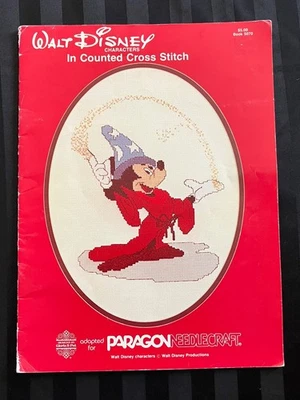 WALT DISNEY
CHARACTERS
In Counted Cross Stitch
adapted
for
PARAGON NEEDLECRAFT
Walt Disney characters © Walt Disney Productions